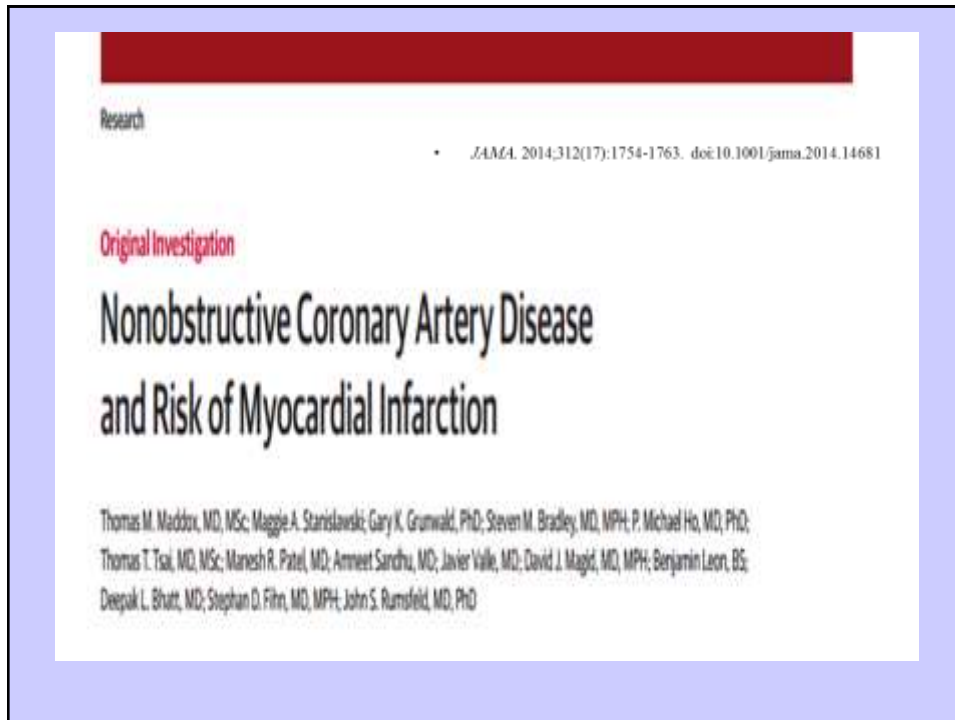 Research
• JAMA. 2014;312(17):1754-1763. doi:10.1001/jama.2014.14681
Original Investigation
Nonobstructive Coronary Artery Disease
and Risk of Myocardial Infarction
Thomas M. Maddox, MD, MSc; Maggie A. Stanislawski; Gary K. Grunwald, PhD; Steven M. Bradley, MD, MPH; P. Michael Ho, MD, PhD;
Thomas T. Tsai, MD, MSc; Manesh R. Patel, MD; Amneet Sandhu, MD; Javier Valle, MD; David J. Magid, MD, MPH; Benjamin Leon, BS;
Deepak L. Bhatt, MD; Stephan D. Fihn, MD, MPH; John S. Rumsfeld, MD, PhD